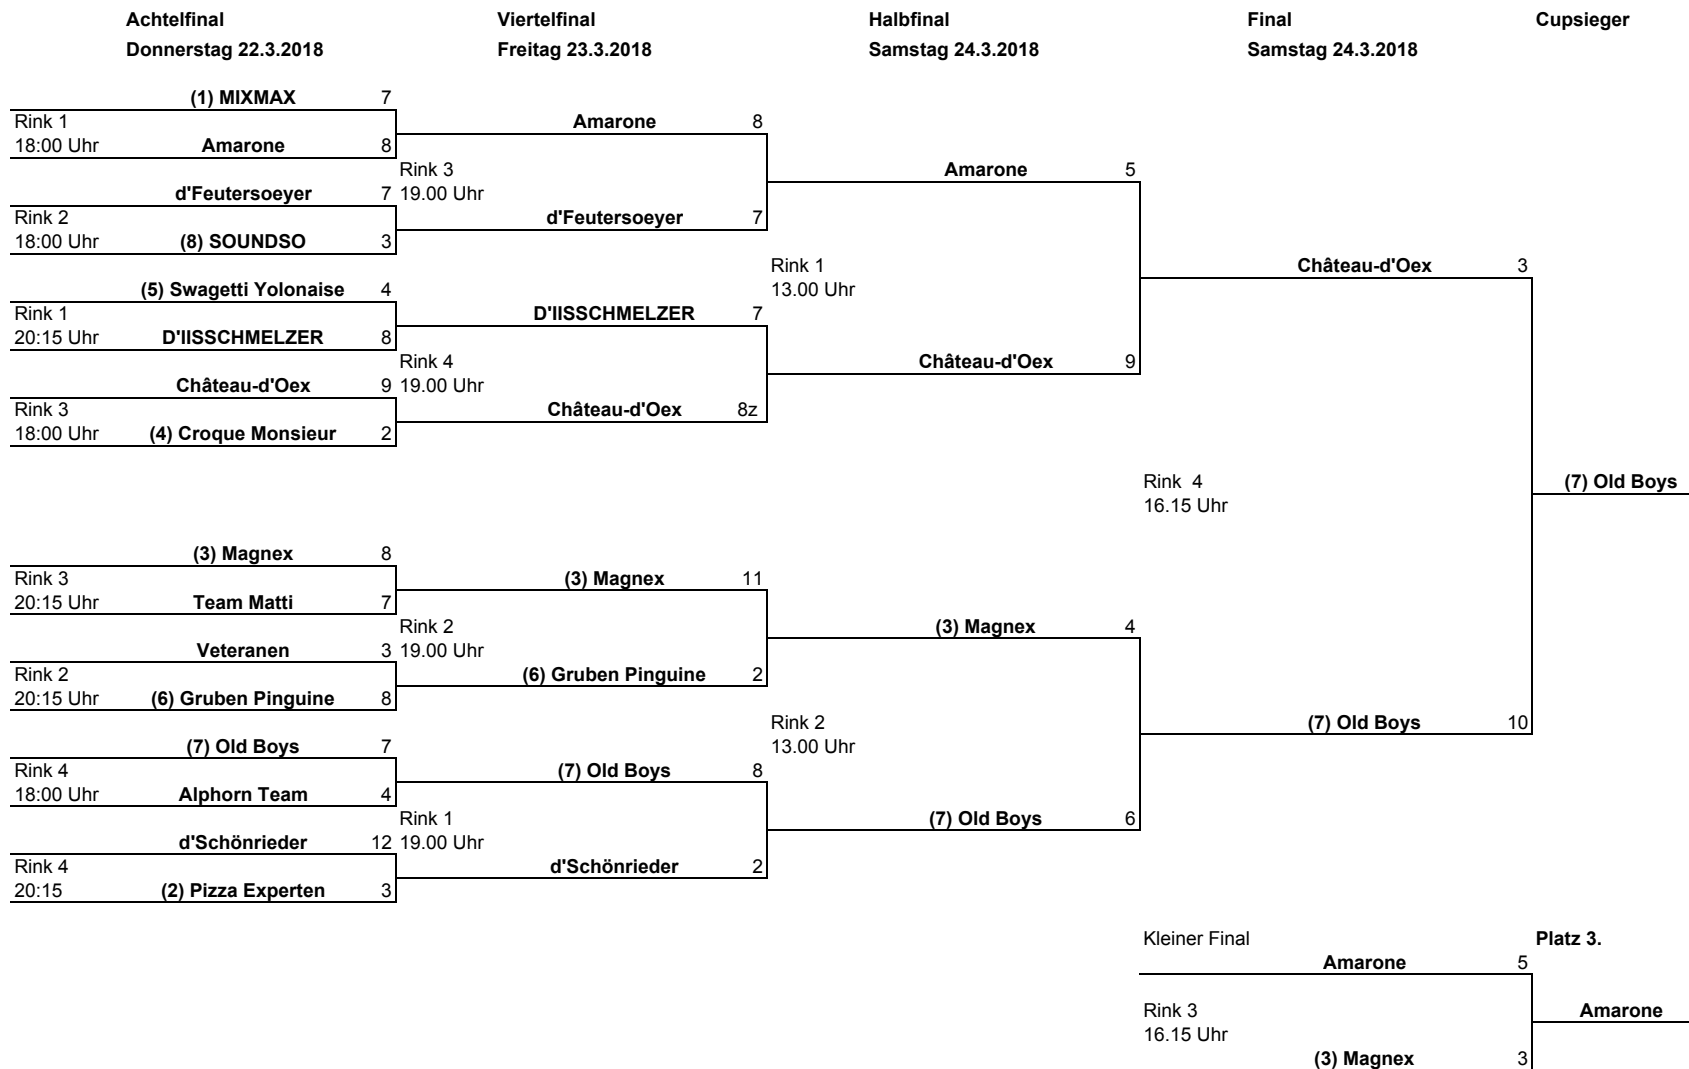 Achtelfinal Viertelfinal Halbfinal Final Cupsieger
Donnerstag 22.3.2018 Freitag 23.3.2018 Samstag 24.3.2018 Samstag 24.3.2018
(1) MIXMAX 7
Rink 1 Amarone 8
18:00 Uhr Amarone 8
Rink 3 Amarone 5
d'Feutersoeyer 7 19.00 Uhr
Rink 2 d'Feutersoeyer 7
18:00 Uhr (8) SOUNDSO 3
Rink 1 Château-d'Oex 3
(5) Swagetti Yolonaise 4 13.00 Uhr
Rink 1 D'IISSCHMELZER 7
20:15 Uhr D'IISSCHMELZER 8
Rink 4 Château-d'Oex 9
Château-d'Oex 9 19.00 Uhr
Rink 3 Château-d'Oex 8z
18:00 Uhr (4) Croque Monsieur 2
Rink 4 (7) Old Boys
16.15 Uhr
(3) Magnex 8
Rink 3 (3) Magnex 11
20:15 Uhr Team Matti 7
Rink 2 (3) Magnex 4
Veteranen 3 19.00 Uhr
Rink 2 (6) Gruben Pinguine 2
20:15 Uhr (6) Gruben Pinguine 8
Rink 2 (7) Old Boys 10
(7) Old Boys 7 13.00 Uhr
Rink 4 (7) Old Boys 8
18:00 Uhr Alphorn Team 4
Rink 1 (7) Old Boys 6
d'Schönrieder 12 19.00 Uhr
Rink 4 d'Schönrieder 2
20:15 (2) Pizza Experten 3
Kleiner Final Platz 3.
Amarone 5
Rink 3 Amarone
16.15 Uhr
(3) Magnex 3